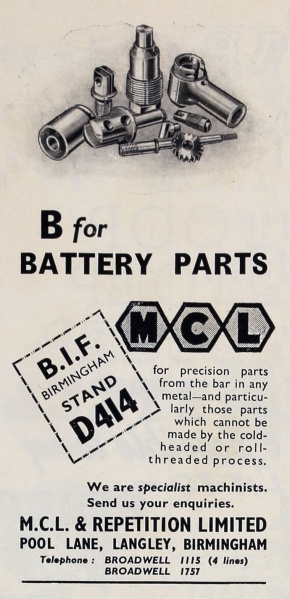 B for
BATTERY PARTS
MCL
B.I.F.
BIRMINGHAM
STAND
D414
for precision parts
from the bar in any
metal—and particu-
larly those parts
which cannot be
made by the cold-
headed or roll-
threaded process.
We are specialist machinists.
Send us your enquiries.
M.C.L. & REPETITION LIMITED
POOL LANE, LANGLEY, BIRMINGHAM
Telephone: BROADWELL 1115 (4 lines)
BROADWELL 1757